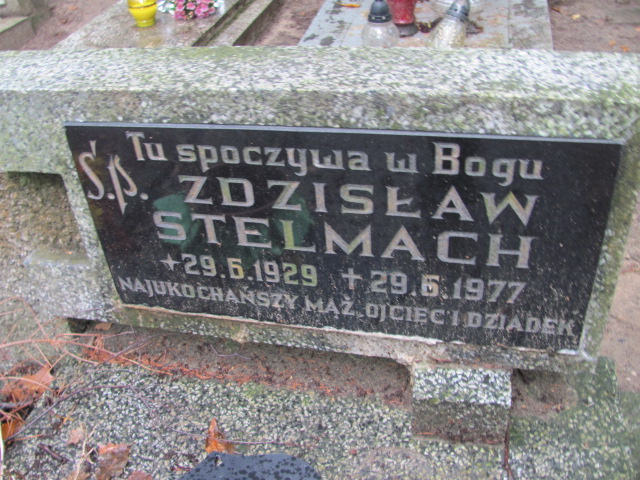 Tu spoczywa w Bogu
Ś.p. ZDZISŁAW
STELMACH
*29.6.1929 +29.6.1977
NAJUKOCHAŃSZY MĄŻ, OJCIEC I DZIADEK